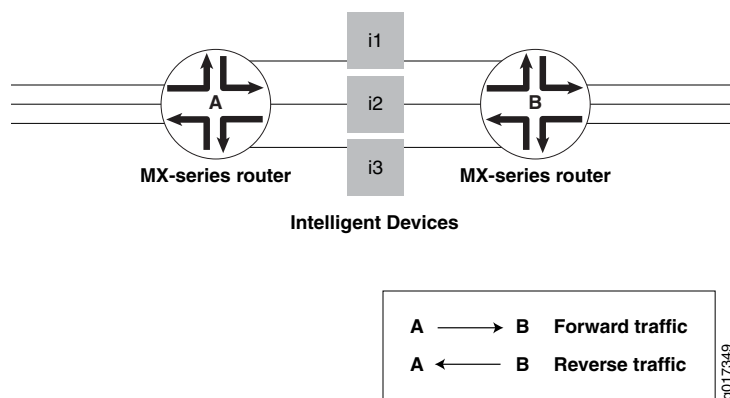 i1
A
i2
B
i3
MX-series router
MX-series router
Intelligent Devices
A B Forward traffic
A B Reverse traffic
g017349